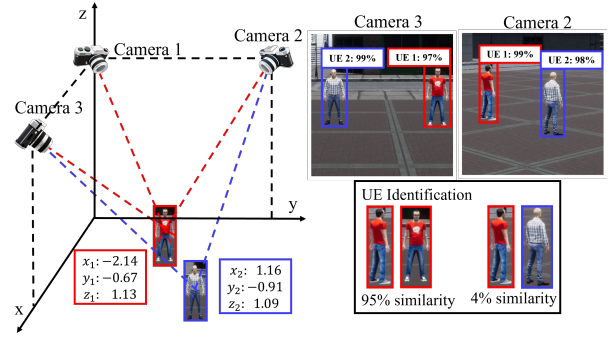 z
Camera 1
Camera 2
Camera 3
y
x
x₁:−2.14
y₁:−0.67
z₁: 1.13
x₂: 1.16
y₂:−0.91
z₂: 1.09
Camera 3
UE 2: 99%
UE 1: 97%
Camera 2
UE 1: 99%
UE 2: 98%
UE Identification
95% similarity
4% similarity